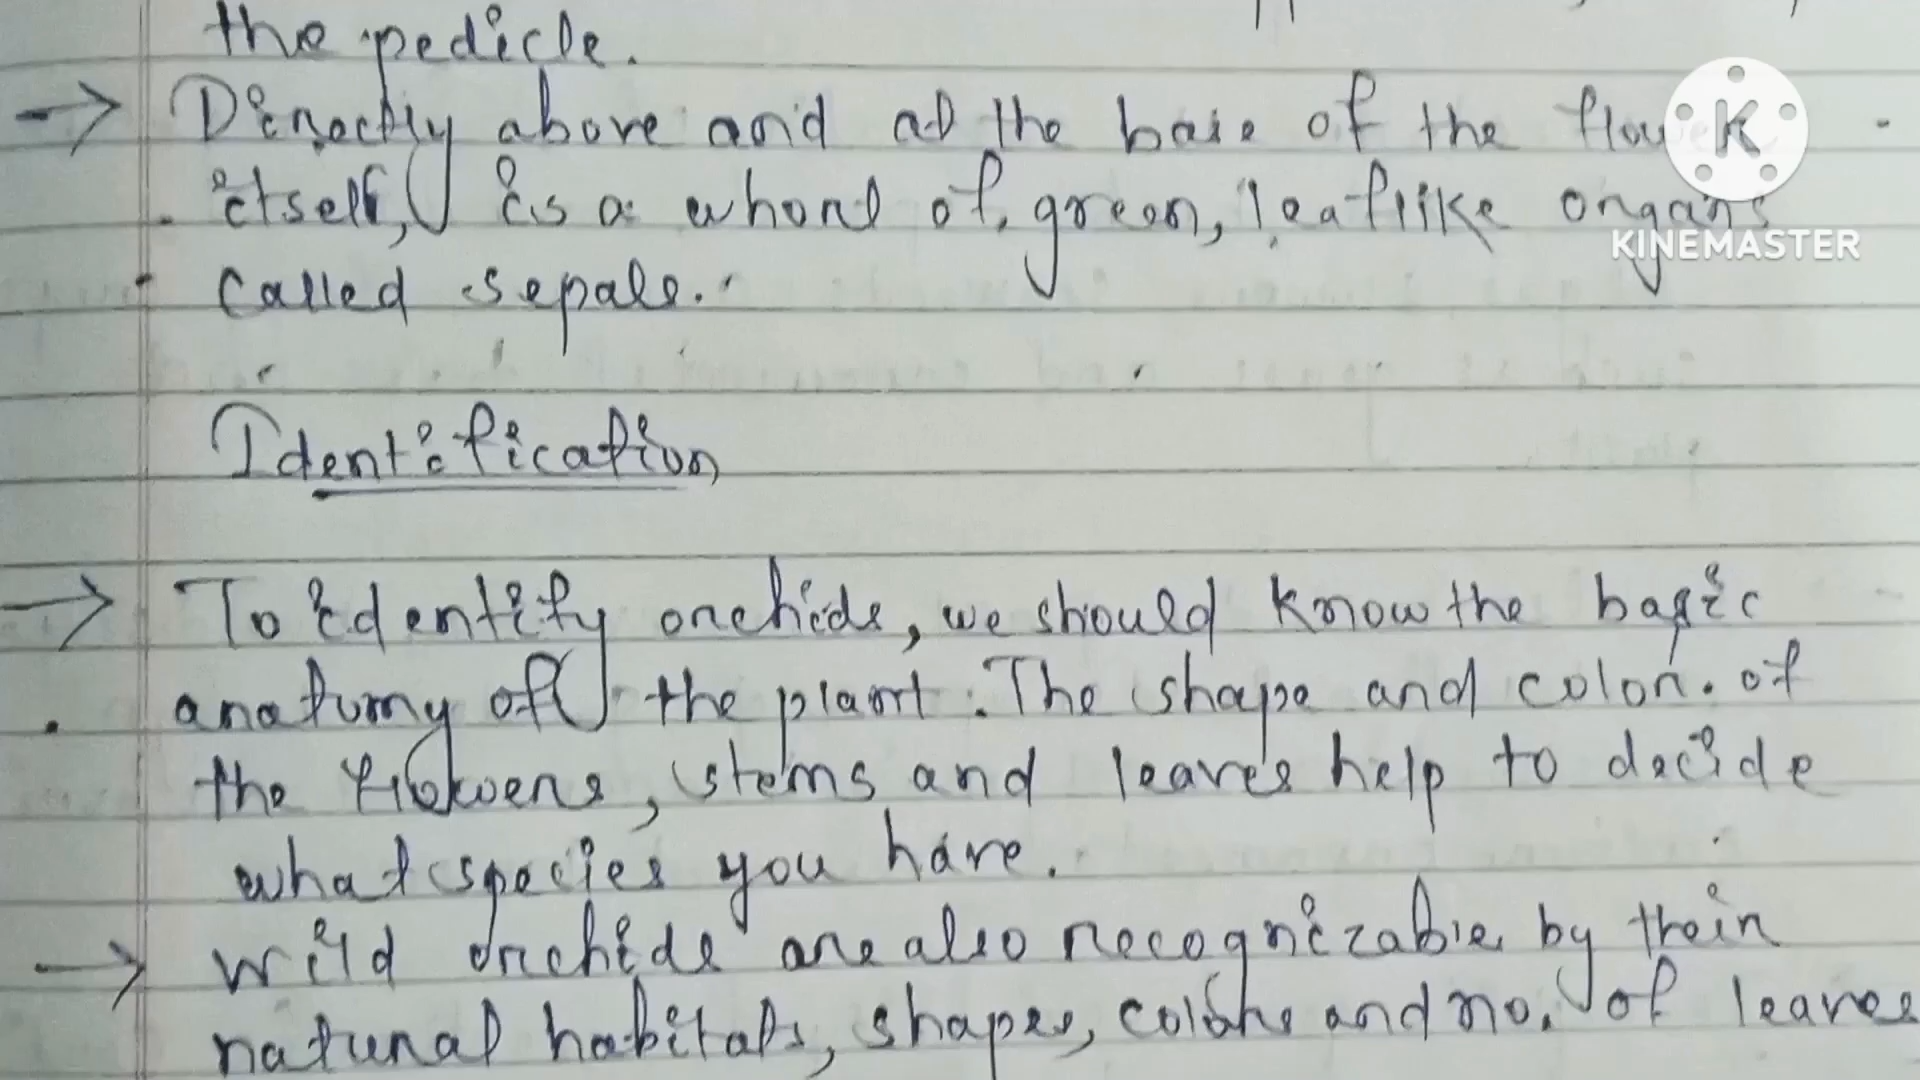 the pedicle.
→ Directly above and at the base of the flower
itself, is a whorl of green, leaflike organs
called sepals.
Identification
→ To identify orchids, we should know the basic
anatomy of the plant. The shape and color of
the flowers, stems and leaves help to decide
what species you have.
→ Wild orchids are also recognizable by their
natural habitats, shapes, colors and no. of leaves
K
KINEMASTER